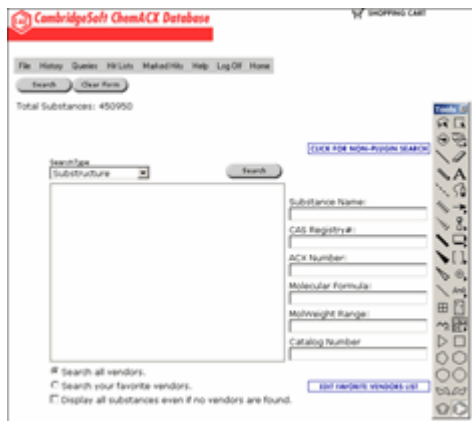 CambridgeSoft ChemACX Database
SHOPPING CART
File History Queries Hit Lists Marked Hits Help Log Off Home
Search Clear Form
Total Substances: 450950
Tools
CLICK FOR NON-PLUGIN SEARCH
Search Type
Substructure
Search
Substance Name:
CAS Registry#:
ACX Number:
Molecular Formula:
MolWeight Range:
Catalog Number
Search all vendors.
Search your favorite vendors.
EDIT FAVORITE VENDORS LIST
Display all substances even if no vendors are found.
A